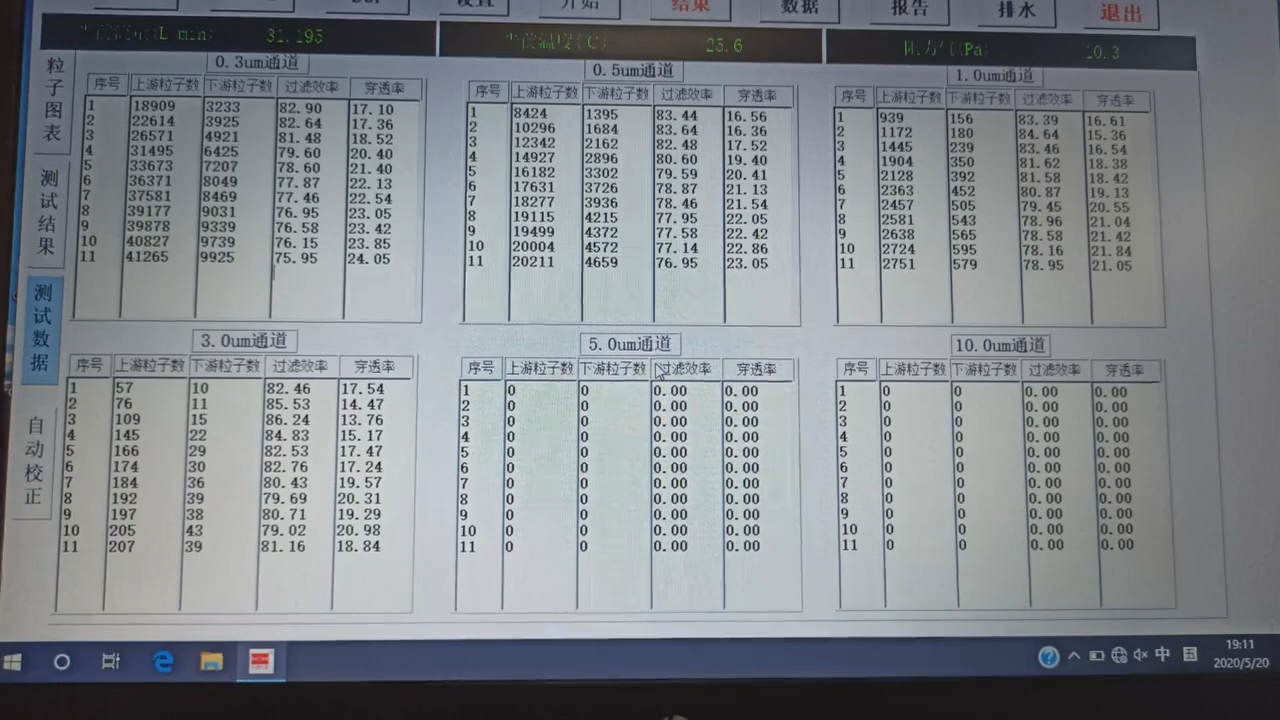 设置
开始
结束
数据
报告
排水
退出
31.195
当前温度(C)
23.6
阻力值(Pa)
10.3
粒子图表
测试结果
测试数据
自动校正
0.3um通道
序号 上游粒子数 下游粒子数 过滤效率 穿透率
1 18909 3233 82.90 17.10
2 22614 3925 82.64 17.36
3 26571 4921 81.48 18.52
4 31495 6425 79.60 20.40
5 33673 7207 78.60 21.40
6 36371 8049 77.87 22.13
7 37581 8469 77.46 22.54
8 39177 9031 76.95 23.05
9 39878 9339 76.58 23.42
10 40827 9739 76.15 23.85
11 41265 9925 75.95 24.05
0.5um通道
序号 上游粒子数 下游粒子数 过滤效率 穿透率
1 8424 1395 83.44 16.56
2 10296 1684 83.64 16.36
3 12342 2162 82.48 17.52
4 14927 2896 80.60 19.40
5 16182 3302 79.59 20.41
6 17631 3726 78.87 21.13
7 18277 3936 78.46 21.54
8 19115 4215 77.95 22.05
9 19499 4372 77.58 22.42
10 20004 4572 77.14 22.86
11 20211 4659 76.95 23.05
1.0um通道
序号 上游粒子数 下游粒子数 过滤效率 穿透率
1 939 156 83.39 16.61
2 1172 180 84.64 15.36
3 1445 239 83.46 16.54
4 1904 350 81.62 18.38
5 2128 392 81.58 18.42
6 2363 452 80.87 19.13
7 2457 505 79.45 20.55
8 2581 543 78.96 21.04
9 2638 565 78.58 21.42
10 2724 595 78.16 21.84
11 2751 579 78.95 21.05
3.0um通道
序号 上游粒子数 下游粒子数 过滤效率 穿透率
1 57 10 82.46 17.54
2 76 11 85.53 14.47
3 109 15 86.24 13.76
4 145 22 84.83 15.17
5 166 29 82.53 17.47
6 174 30 82.76 17.24
7 184 36 80.43 19.57
8 192 39 79.69 20.31
9 197 38 80.71 19.29
10 205 43 79.02 20.98
11 207 39 81.16 18.84
5.0um通道
序号 上游粒子数 下游粒子数 过滤效率 穿透率
1 0 0 0.00 0.00
2 0 0 0.00 0.00
3 0 0 0.00 0.00
4 0 0 0.00 0.00
5 0 0 0.00 0.00
6 0 0 0.00 0.00
7 0 0 0.00 0.00
8 0 0 0.00 0.00
9 0 0 0.00 0.00
10 0 0 0.00 0.00
11 0 0 0.00 0.00
10.0um通道
序号 上游粒子数 下游粒子数 过滤效率 穿透率
1 0 0 0.00 0.00
2 0 0 0.00 0.00
3 0 0 0.00 0.00
4 0 0 0.00 0.00
5 0 0 0.00 0.00
6 0 0 0.00 0.00
7 0 0 0.00 0.00
8 0 0 0.00 0.00
9 0 0 0.00 0.00
10 0 0 0.00 0.00
11 0 0 0.00 0.00
中
19:11
2020/5/20